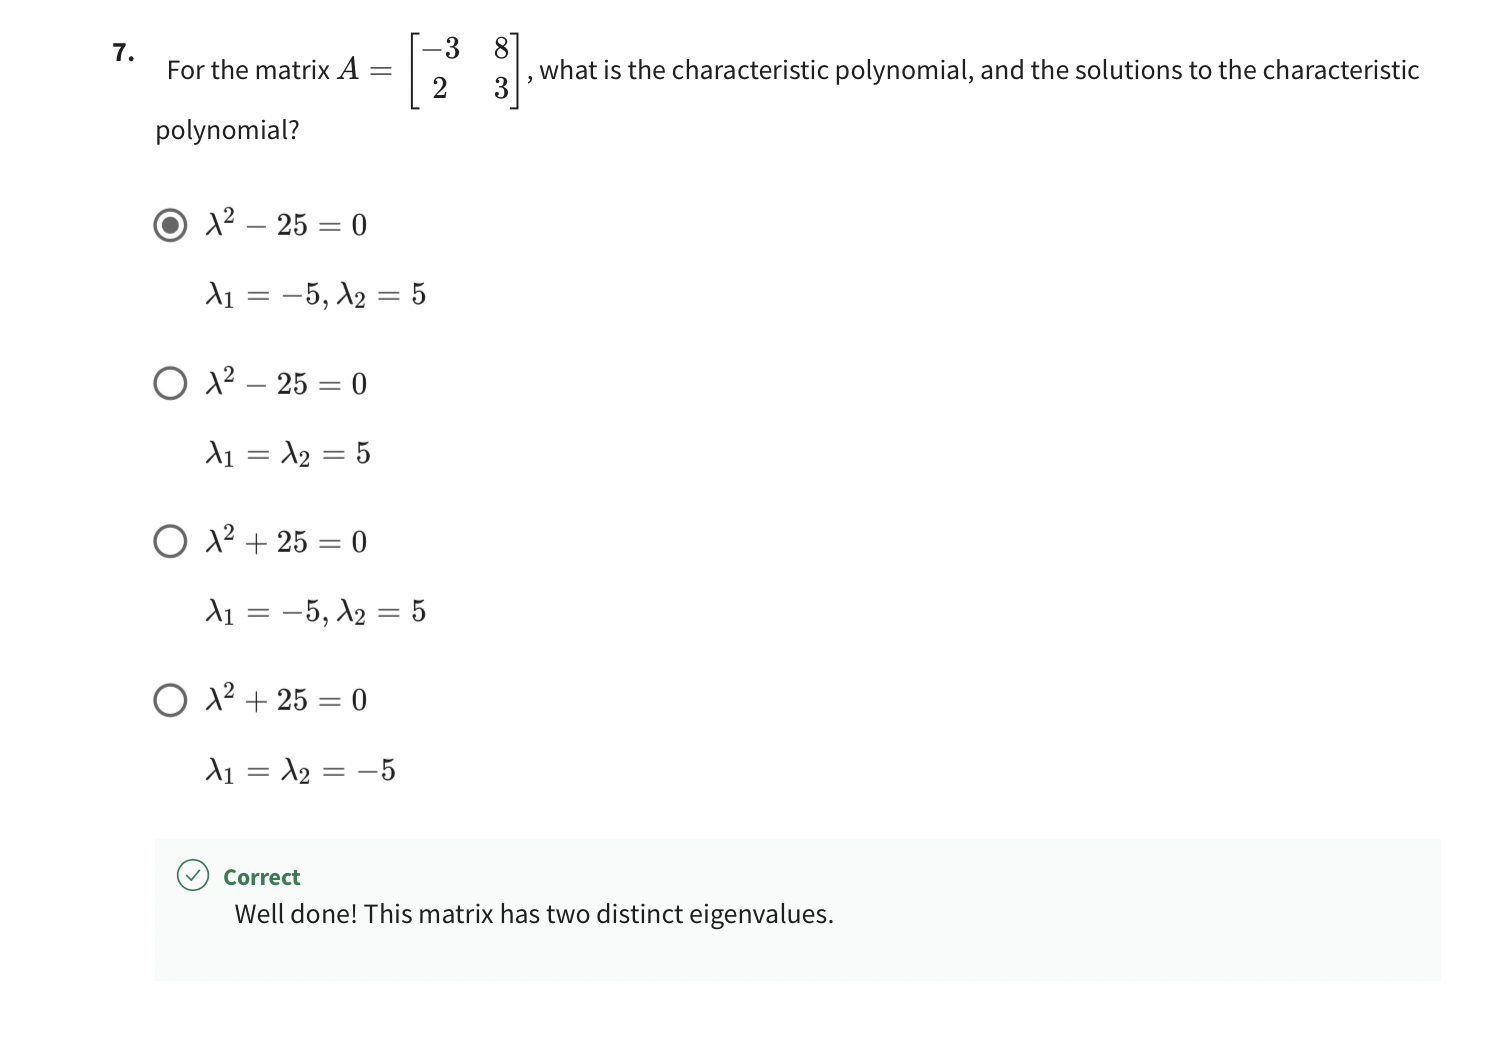 7. For the matrix $A = \begin{bmatrix} -3 & 8 \\ 2 & 3 \end{bmatrix}$, what is the characteristic polynomial, and the solutions to the characteristic
polynomial?
$\lambda^2 - 25 = 0$
$\lambda_1 = -5, \lambda_2 = 5$
$\lambda^2 - 25 = 0$
$\lambda_1 = \lambda_2 = 5$
$\lambda^2 + 25 = 0$
$\lambda_1 = -5, \lambda_2 = 5$
$\lambda^2 + 25 = 0$
$\lambda_1 = \lambda_2 = -5$
Correct
Well done! This matrix has two distinct eigenvalues.